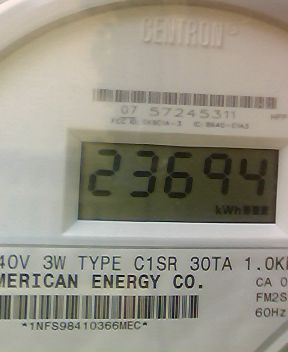 CENTRON
07 57245311
23694
kWh
40V 3W TYPE C1SR 30TA 1.0K
MERICAN ENERGY CO.
CA 0
FM2S
60Hz
*1NFS98410366MEC*